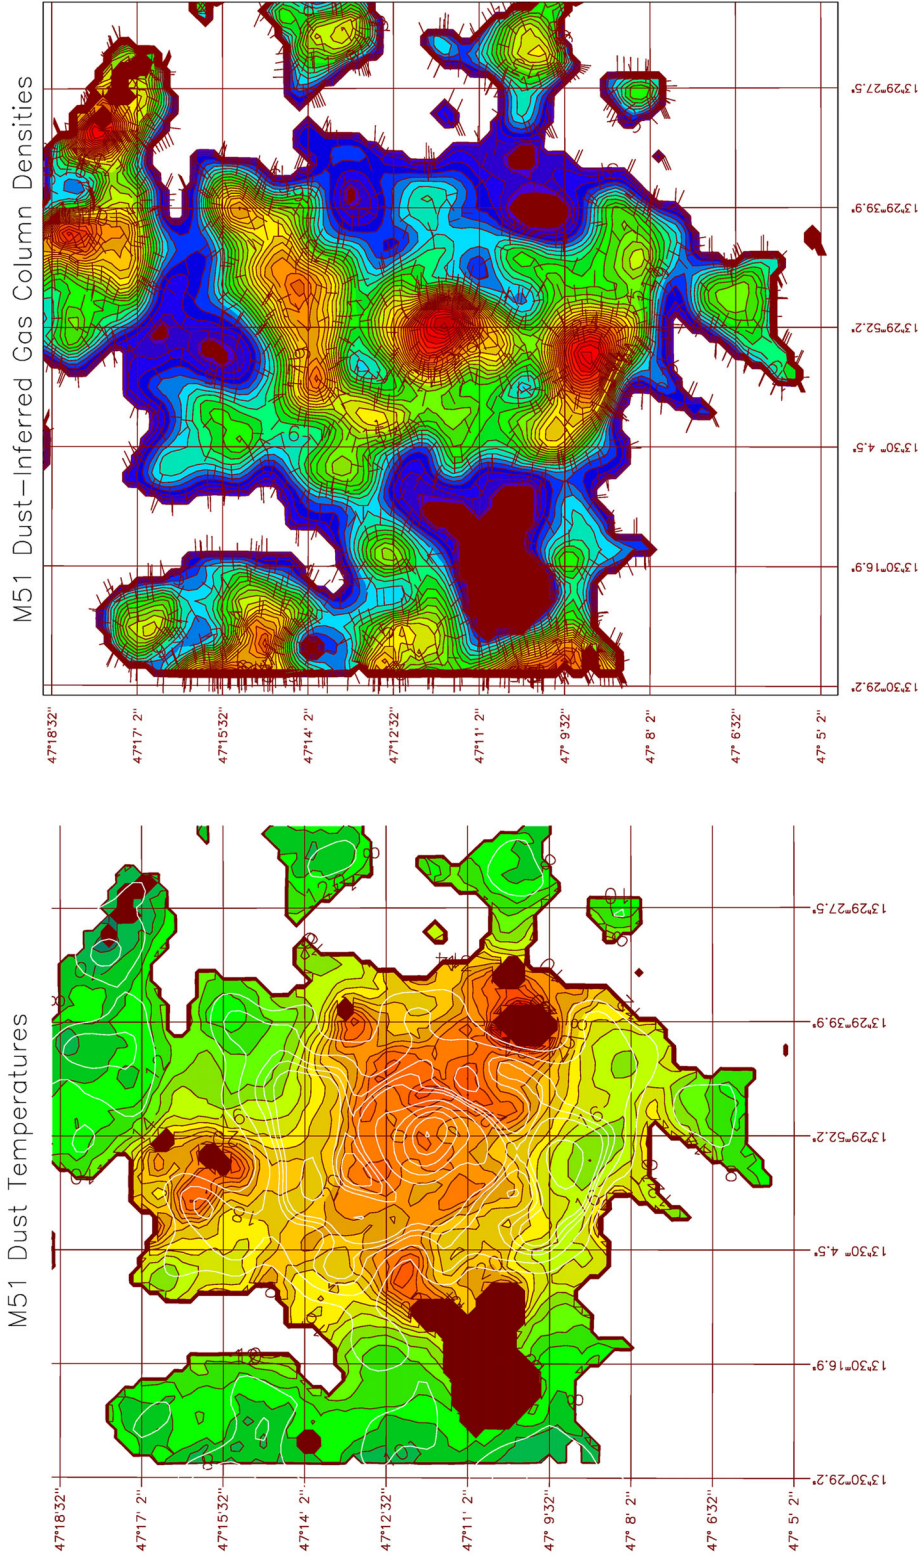 M51 Dust-Inferred Gas Column Densities
47°18'32"
47°17' 2"
47°15'32"
47°14' 2"
47°12'32"
47°11' 2"
47° 9'32"
47° 8' 2"
47° 6'32"
47° 5' 2"
13ʰ29ᵐ27.5ˢ
13ʰ29ᵐ39.9ˢ
13ʰ29ᵐ52.2ˢ
13ʰ30ᵐ 4.5ˢ
13ʰ30ᵐ16.9ˢ
13ʰ30ᵐ29.2ˢ
M51 Dust Temperatures
47°18'32"
47°17' 2"
47°15'32"
47°14' 2"
47°12'32"
47°11' 2"
47° 9'32"
47° 8' 2"
47° 6'32"
47° 5' 2"
13ʰ29ᵐ27.5ˢ
13ʰ29ᵐ39.9ˢ
13ʰ29ᵐ52.2ˢ
13ʰ30ᵐ 4.5ˢ
13ʰ30ᵐ16.9ˢ
13ʰ30ᵐ29.2ˢ